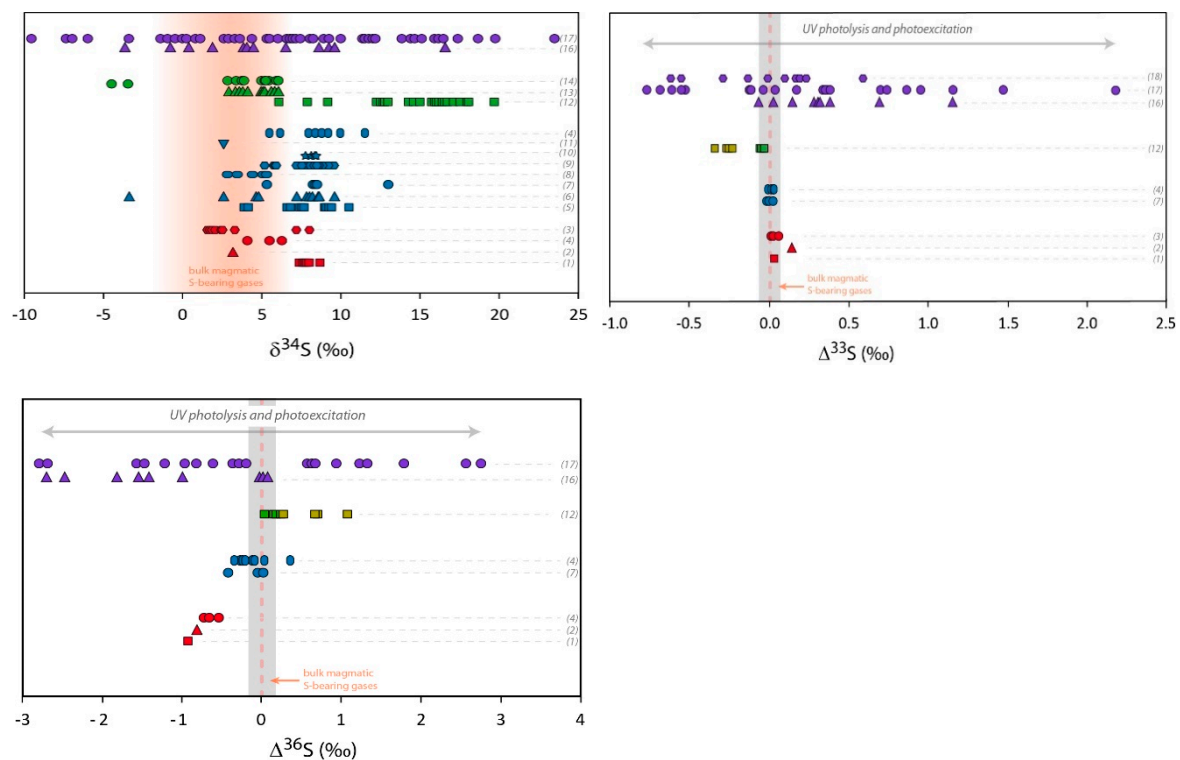 (17)
(16)
(14)
(13)
(12)
(4)
(11)
(10)
(9)
(8)
(7)
(6)
(5)
(3)
(4)
(2)
(1)
bulk magmatic
S-bearing gases
-10 -5 0 5 10 15 20 25
δ³⁴S (‰)
UV photolysis and photoexcitation
(18)
(17)
(16)
(12)
(4)
(7)
(3)
(2)
(1)
bulk magmatic
S-bearing gases
-1.0 -0.5 0.0 0.5 1.0 1.5 2.0 2.5
Δ³³S (‰)
UV photolysis and photoexcitation
(17)
(16)
(12)
(4)
(7)
(4)
(2)
(1)
bulk magmatic
S-bearing gases
-3 -2 -1 0 1 2 3 4
Δ³⁶S (‰)